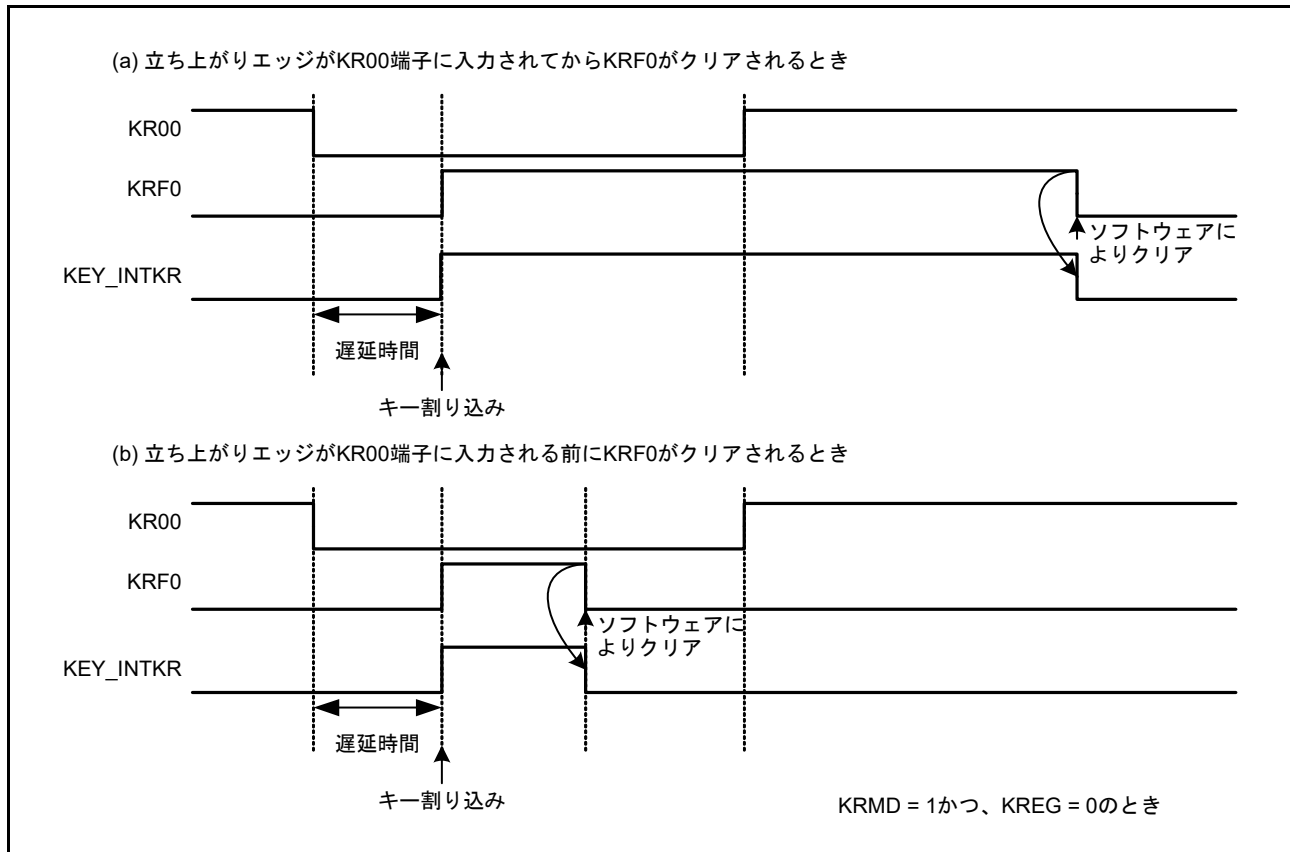 (a) 立ち上がりエッジがKR00端子に入力されてからKRF0がクリアされるとき
KR00
KRF0
ソフトウェアに
よりクリア
KEY_INTKR
遅延時間
キー割り込み
(b) 立ち上がりエッジがKR00端子に入力される前にKRF0がクリアされるとき
KR00
KRF0
ソフトウェアに
よりクリア
KEY_INTKR
遅延時間
キー割り込み
KRMD = 1かつ、KREG = 0のとき